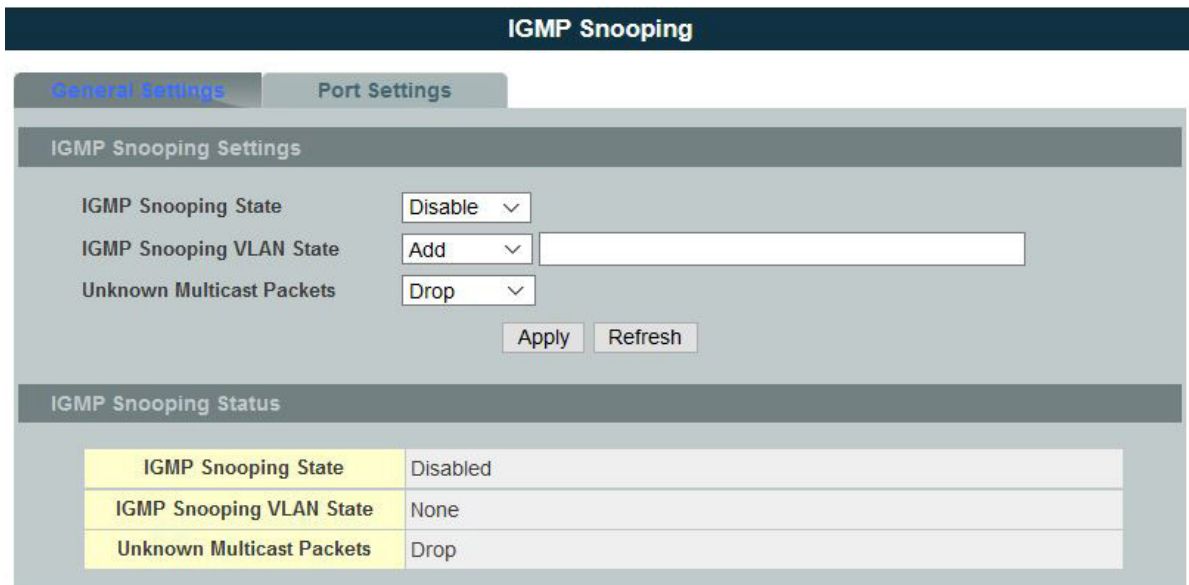 IGMP Snooping
General Settings Port Settings
IGMP Snooping Settings
IGMP Snooping State Disable
IGMP Snooping VLAN State Add
Unknown Multicast Packets Drop
Apply Refresh
IGMP Snooping Status
IGMP Snooping State Disabled
IGMP Snooping VLAN State None
Unknown Multicast Packets Drop